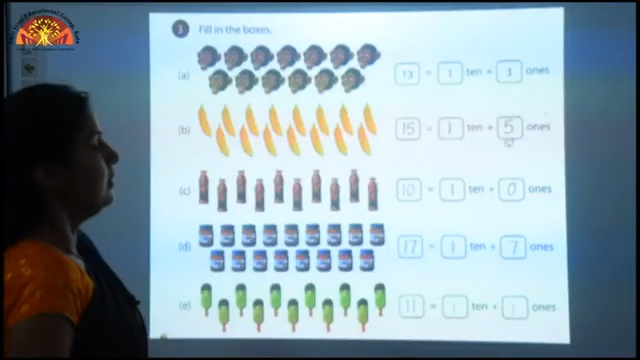 3 Fill in the boxes.
(a) 13 = 1 ten + 3 ones
(b) 15 = 1 ten + 5 ones
(c) 10 = 1 ten + 0 ones
(d) 17 = 1 ten + 7 ones
(e) 11 = 1 ten + 1 ones